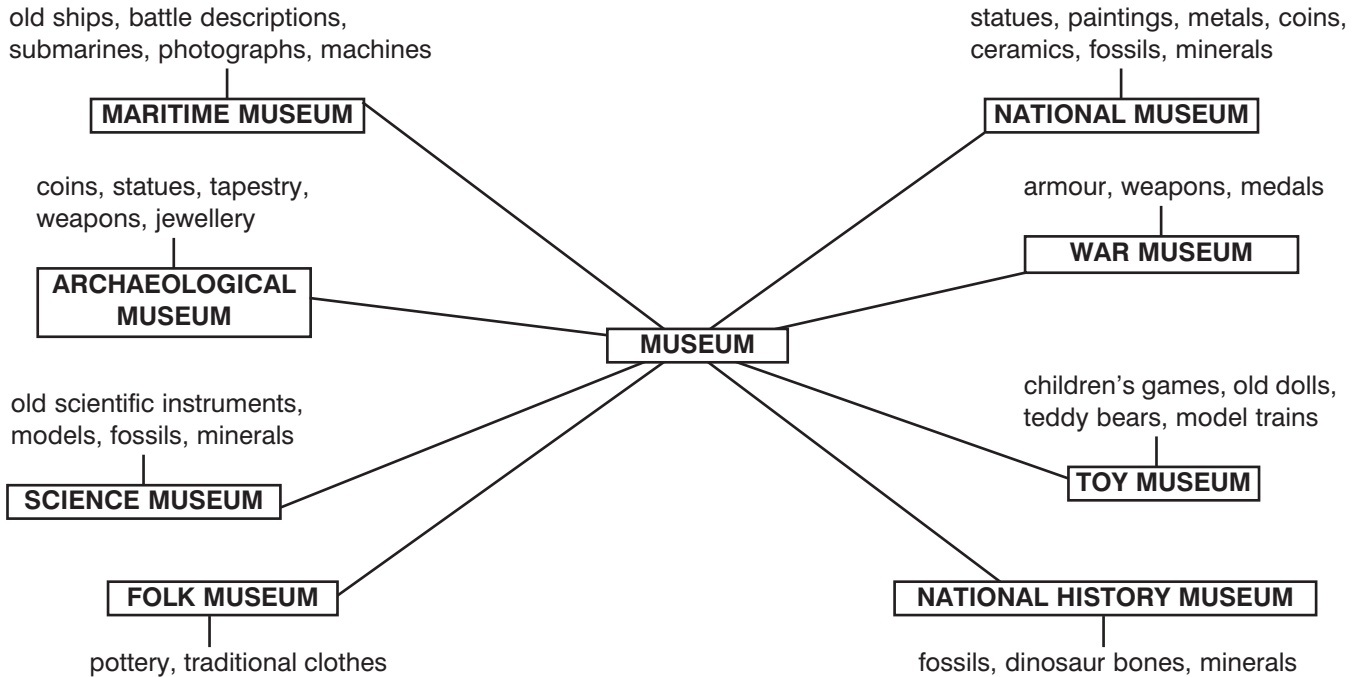 old ships, battle descriptions,
submarines, photographs, machines
MARITIME MUSEUM
statues, paintings, metals, coins,
ceramics, fossils, minerals
NATIONAL MUSEUM
coins, statues, tapestry,
weapons, jewellery
ARCHAEOLOGICAL
MUSEUM
armour, weapons, medals
WAR MUSEUM
MUSEUM
old scientific instruments,
models, fossils, minerals
SCIENCE MUSEUM
children's games, old dolls,
teddy bears, model trains
TOY MUSEUM
FOLK MUSEUM
pottery, traditional clothes
NATIONAL HISTORY MUSEUM
fossils, dinosaur bones, minerals